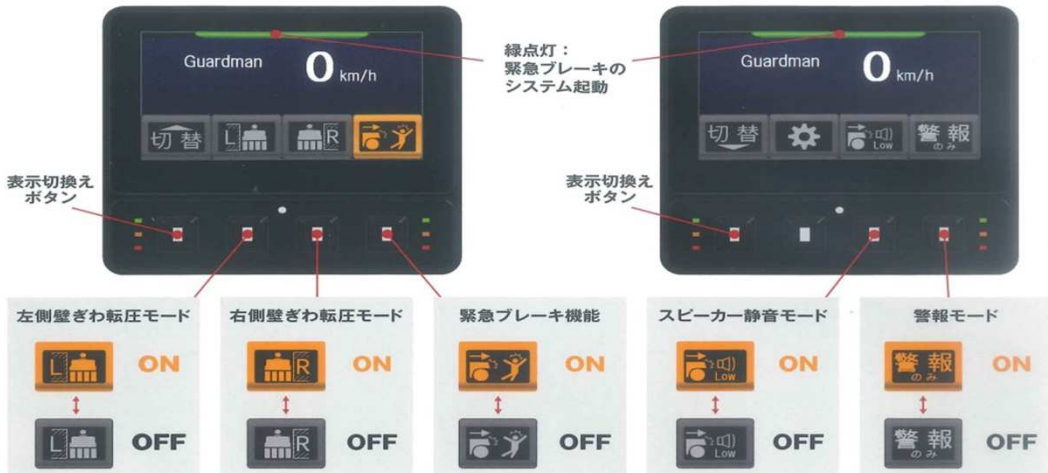 Guardman 0 km/h
切替 L R
緑点灯：
緊急ブレーキの
システム起動
Guardman 0 km/h
切替 Low 警報
のみ
表示切換え
ボタン
表示切換え
ボタン
左側壁ぎわ転圧モード
L ON
L OFF
右側壁ぎわ転圧モード
R ON
R OFF
緊急ブレーキ機能
ON
OFF
スピーカー静音モード
Low ON
Low OFF
警報モード
警報
のみ ON
警報
のみ OFF